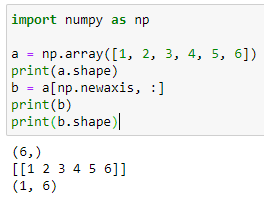 import numpy as np
a = np.array([1, 2, 3, 4, 5, 6])
print(a.shape)
b = a[np.newaxis, :]
print(b)
print(b.shape)
(6,)
[[1 2 3 4 5 6]]
(1, 6)